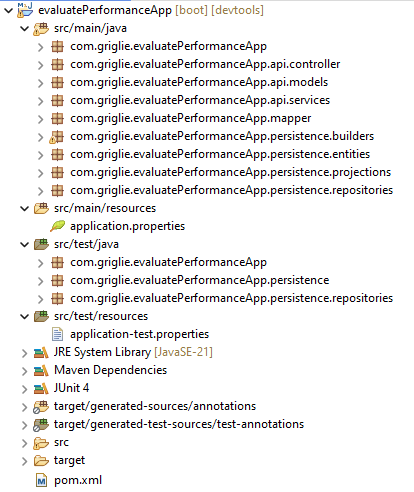 evaluatePerformanceApp [boot] [devtools]
src/main/java
com.griglie.evaluatePerformanceApp
com.griglie.evaluatePerformanceApp.api.controller
com.griglie.evaluatePerformanceApp.api.models
com.griglie.evaluatePerformanceApp.api.services
com.griglie.evaluatePerformanceApp.mapper
com.griglie.evaluatePerformanceApp.persistence.builders
com.griglie.evaluatePerformanceApp.persistence.entities
com.griglie.evaluatePerformanceApp.persistence.projections
com.griglie.evaluatePerformanceApp.persistence.repositories
src/main/resources
application.properties
src/test/java
com.griglie.evaluatePerformanceApp
com.griglie.evaluatePerformanceApp.persistence
com.griglie.evaluatePerformanceApp.persistence.repositories
src/test/resources
application-test.properties
JRE System Library [JavaSE-21]
Maven Dependencies
JUnit 4
target/generated-sources/annotations
target/generated-test-sources/test-annotations
src
target
pom.xml